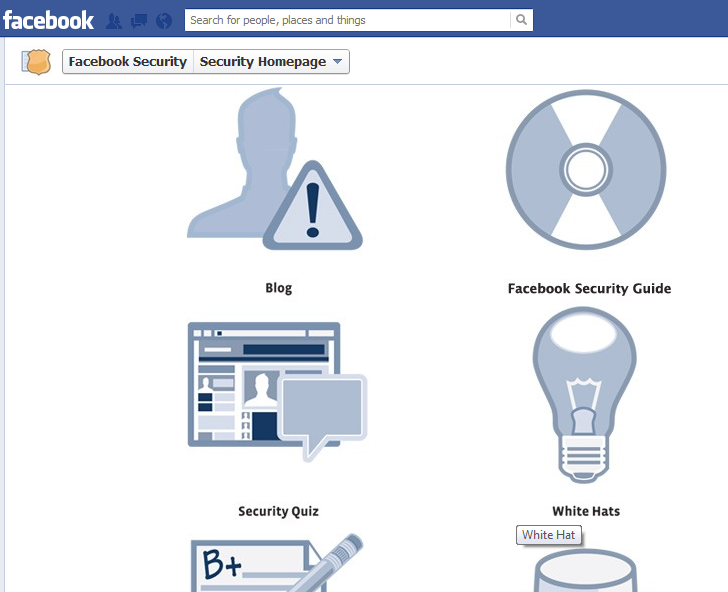 facebook
Search for people, places and things
Facebook Security Security Homepage
Blog
Facebook Security Guide
Security Quiz
White Hats
White Hat
B+